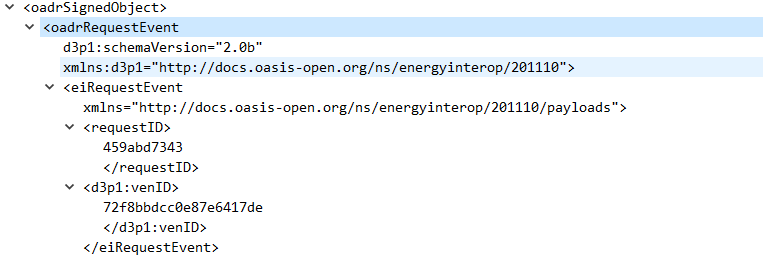 <oadrSignedObject>
<oadrRequestEvent
d3p1:schemaVersion="2.0b"
xmlns:d3p1="http://docs.oasis-open.org/ns/energyinterop/201110">
<eiRequestEvent
xmlns="http://docs.oasis-open.org/ns/energyinterop/201110/payloads">
<requestID>
459abd7343
</requestID>
<d3p1:venID>
72f8bbdcc0e87e6417de
</d3p1:venID>
</eiRequestEvent>